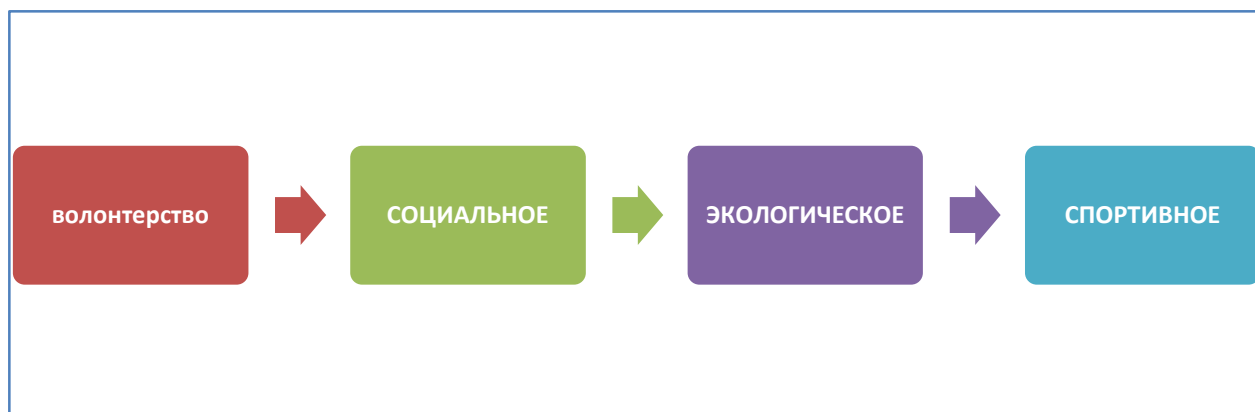 волонтерство
СОЦИАЛЬНОЕ
ЭКОЛОГИЧЕСКОЕ
СПОРТИВНОЕ